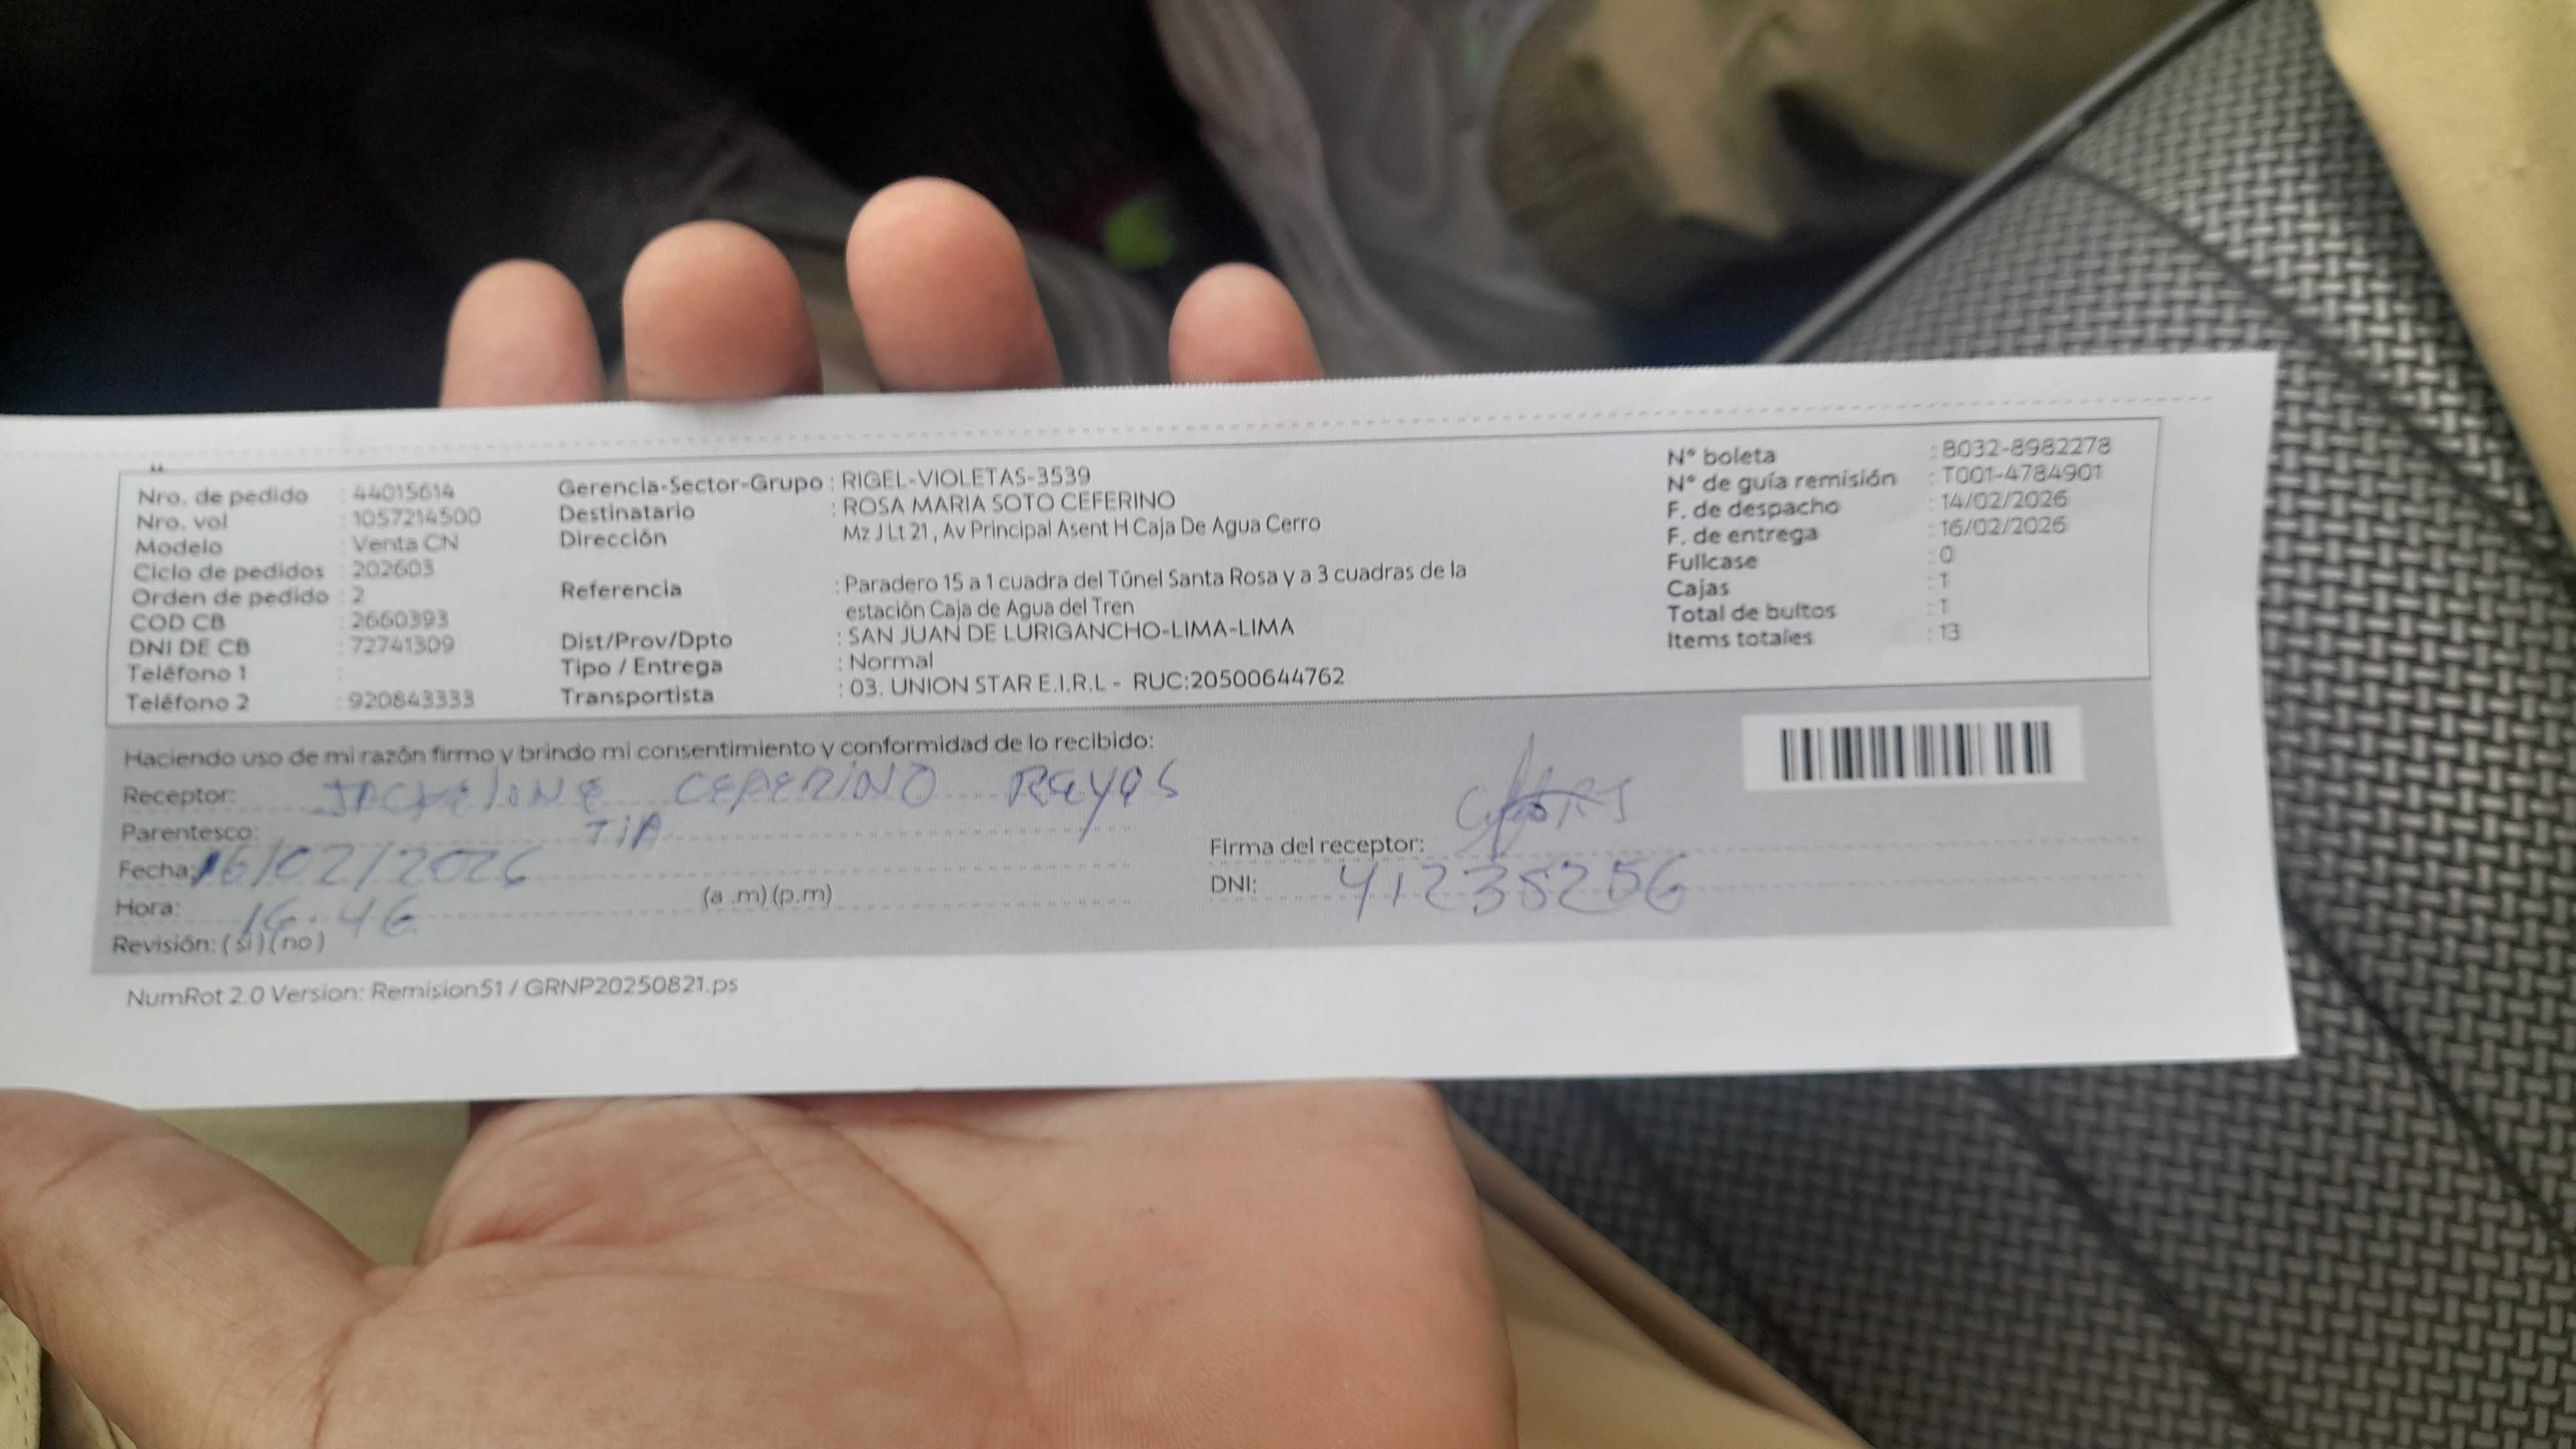 Nro. de pedido : 44015614
Nro. vol : 1057214500
Modelo : Venta CN
Ciclo de pedidos : 202603
Orden de pedido : 2
COD CB : 2660393
DNI DE CB : 72741309
Teléfono 1 :
Teléfono 2 : 920843333
Gerencia-Sector-Grupo : RIGEL-VIOLETAS-3539
Destinatario : ROSA MARIA SOTO CEFERINO
Dirección Mz J Lt 21 , Av Principal Asent H Caja De Agua Cerro
Referencia : Paradero 15 a 1 cuadra del Túnel Santa Rosa y a 3 cuadras de la
estación Caja de Agua del Tren
Dist/Prov/Dpto : SAN JUAN DE LURIGANCHO-LIMA-LIMA
Tipo / Entrega : Normal
Transportista : 03. UNION STAR E.I.R.L - RUC:20500644762
N° boleta : B032-8982278
N° de guía remisión : T001-4784901
F. de despacho : 14/02/2026
F. de entrega : 16/02/2026
Fullcase : 0
Cajas : 1
Total de bultos : 1
Items totales : 13
Haciendo uso de mi razón firmo y brindo mi consentimiento y conformidad de lo recibido:
Receptor: JACKELINE CEFERINO REYES
Parentesco: TIA
Fecha: 16/02/2026
Hora: 16:46 (a .m) (p.m)
Revisión: ( si ) ( no )
Firma del receptor:
DNI: 41235256
NumRot 2.0 Version: Remision51 / GRNP20250821.ps